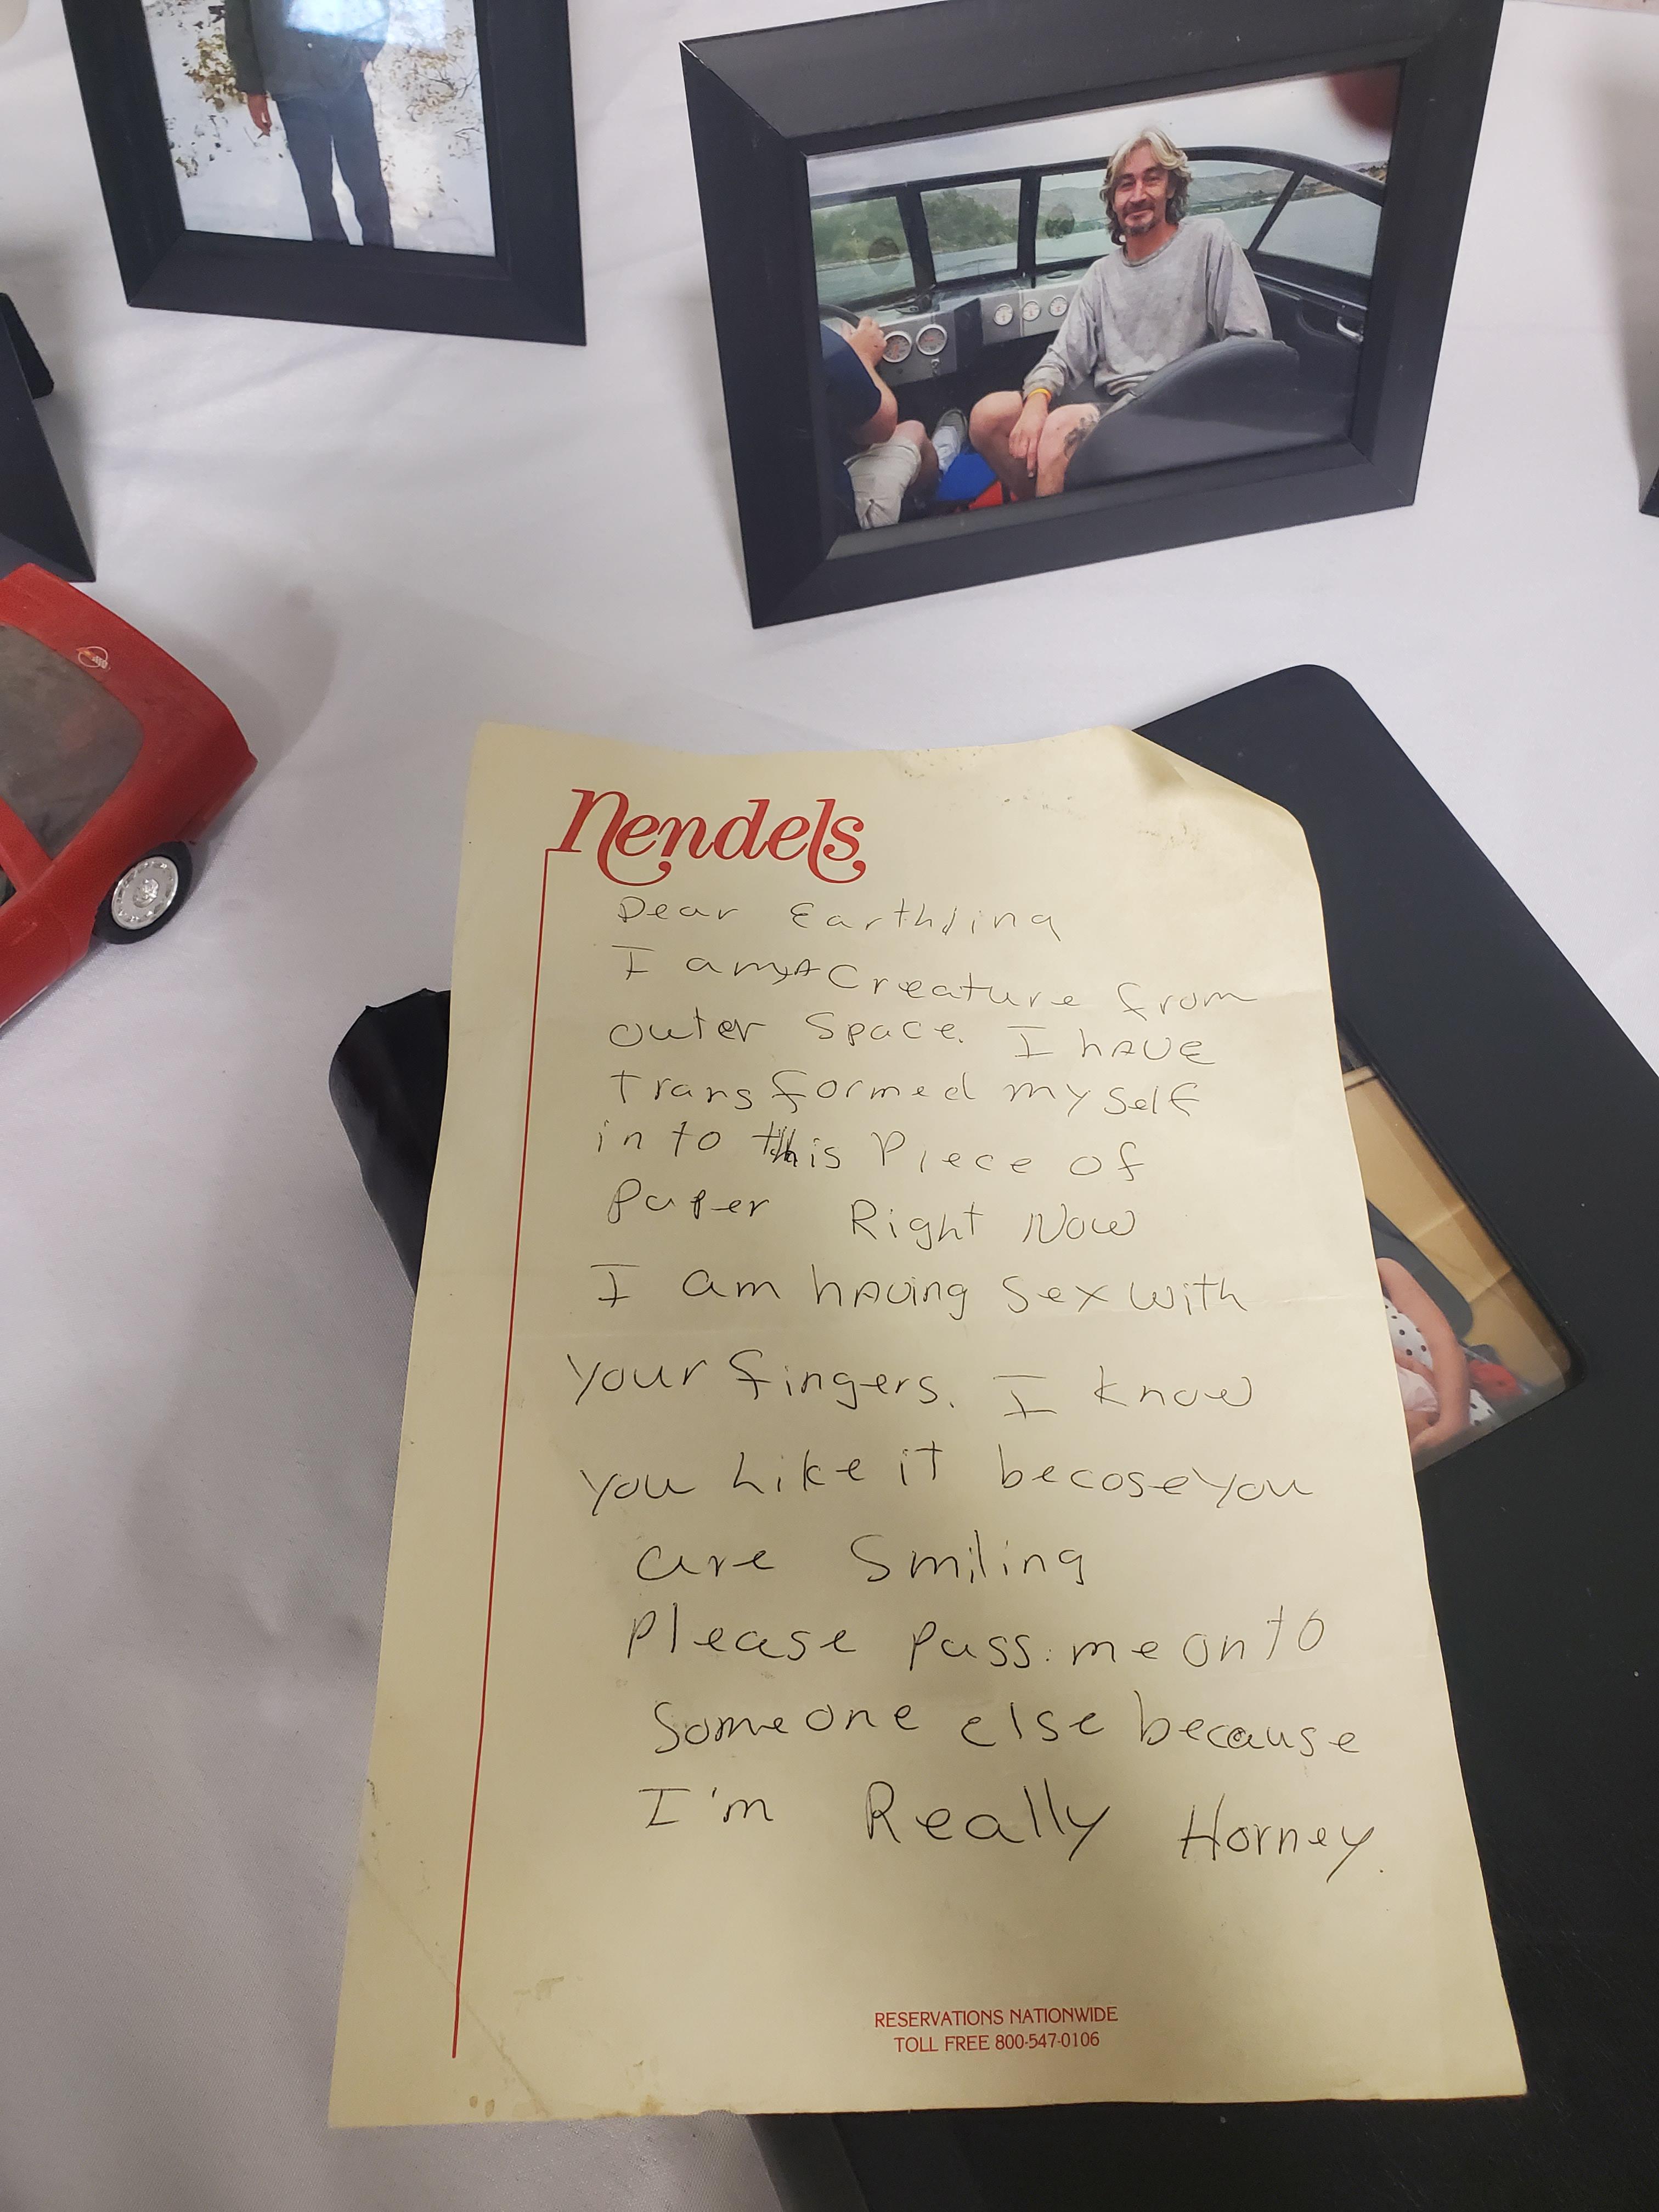 Nendels
Dear Earthling
I am A Creature from
outer Space. I hAVE
transformed myself
into this Piece of
Paper Right Now
I am hAving sex with
your fingers. I know
you Like it becoseyou
are Smiling
Please pass me onto
Someone else because
I'm Really Horney.
RESERVATIONS NATIONWIDE
TOLL FREE 800-547-0106